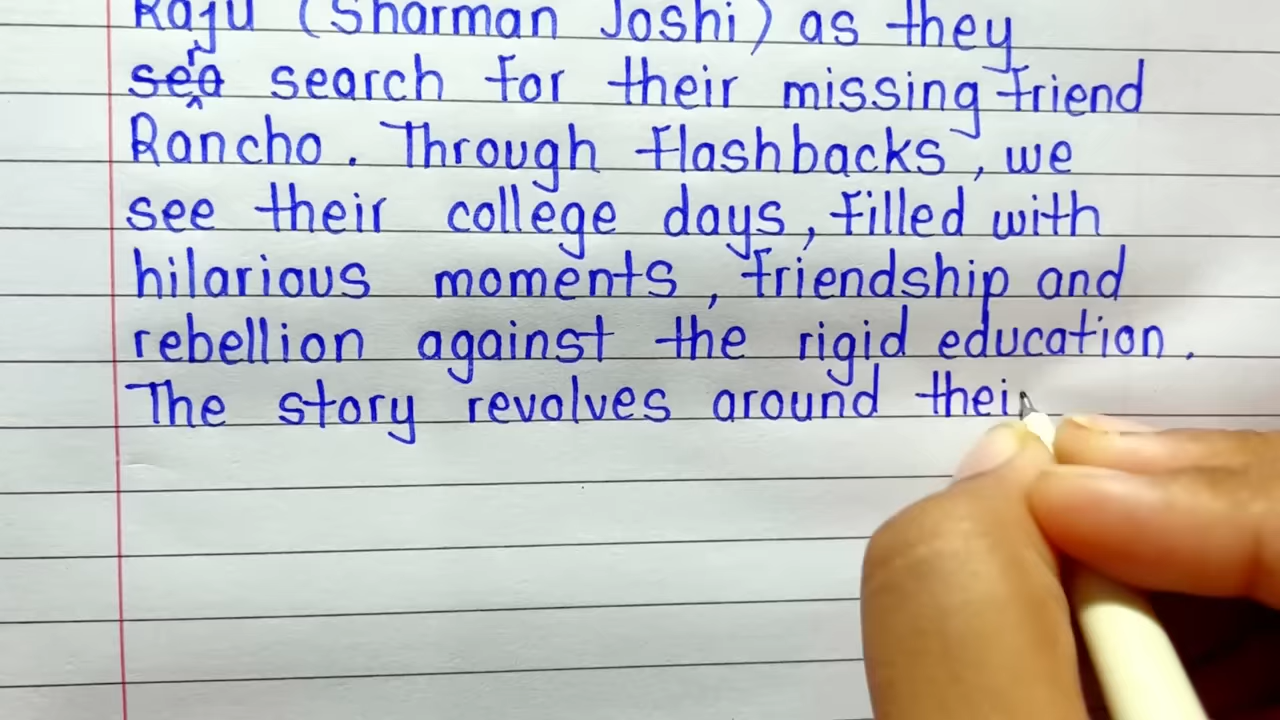 Raju (Sharman Joshi) as they
search for their missing friend
Rancho. Through flashbacks, we
see their college days, filled with
hilarious moments, friendship and
rebellion against the rigid education.
The story revolves around thei